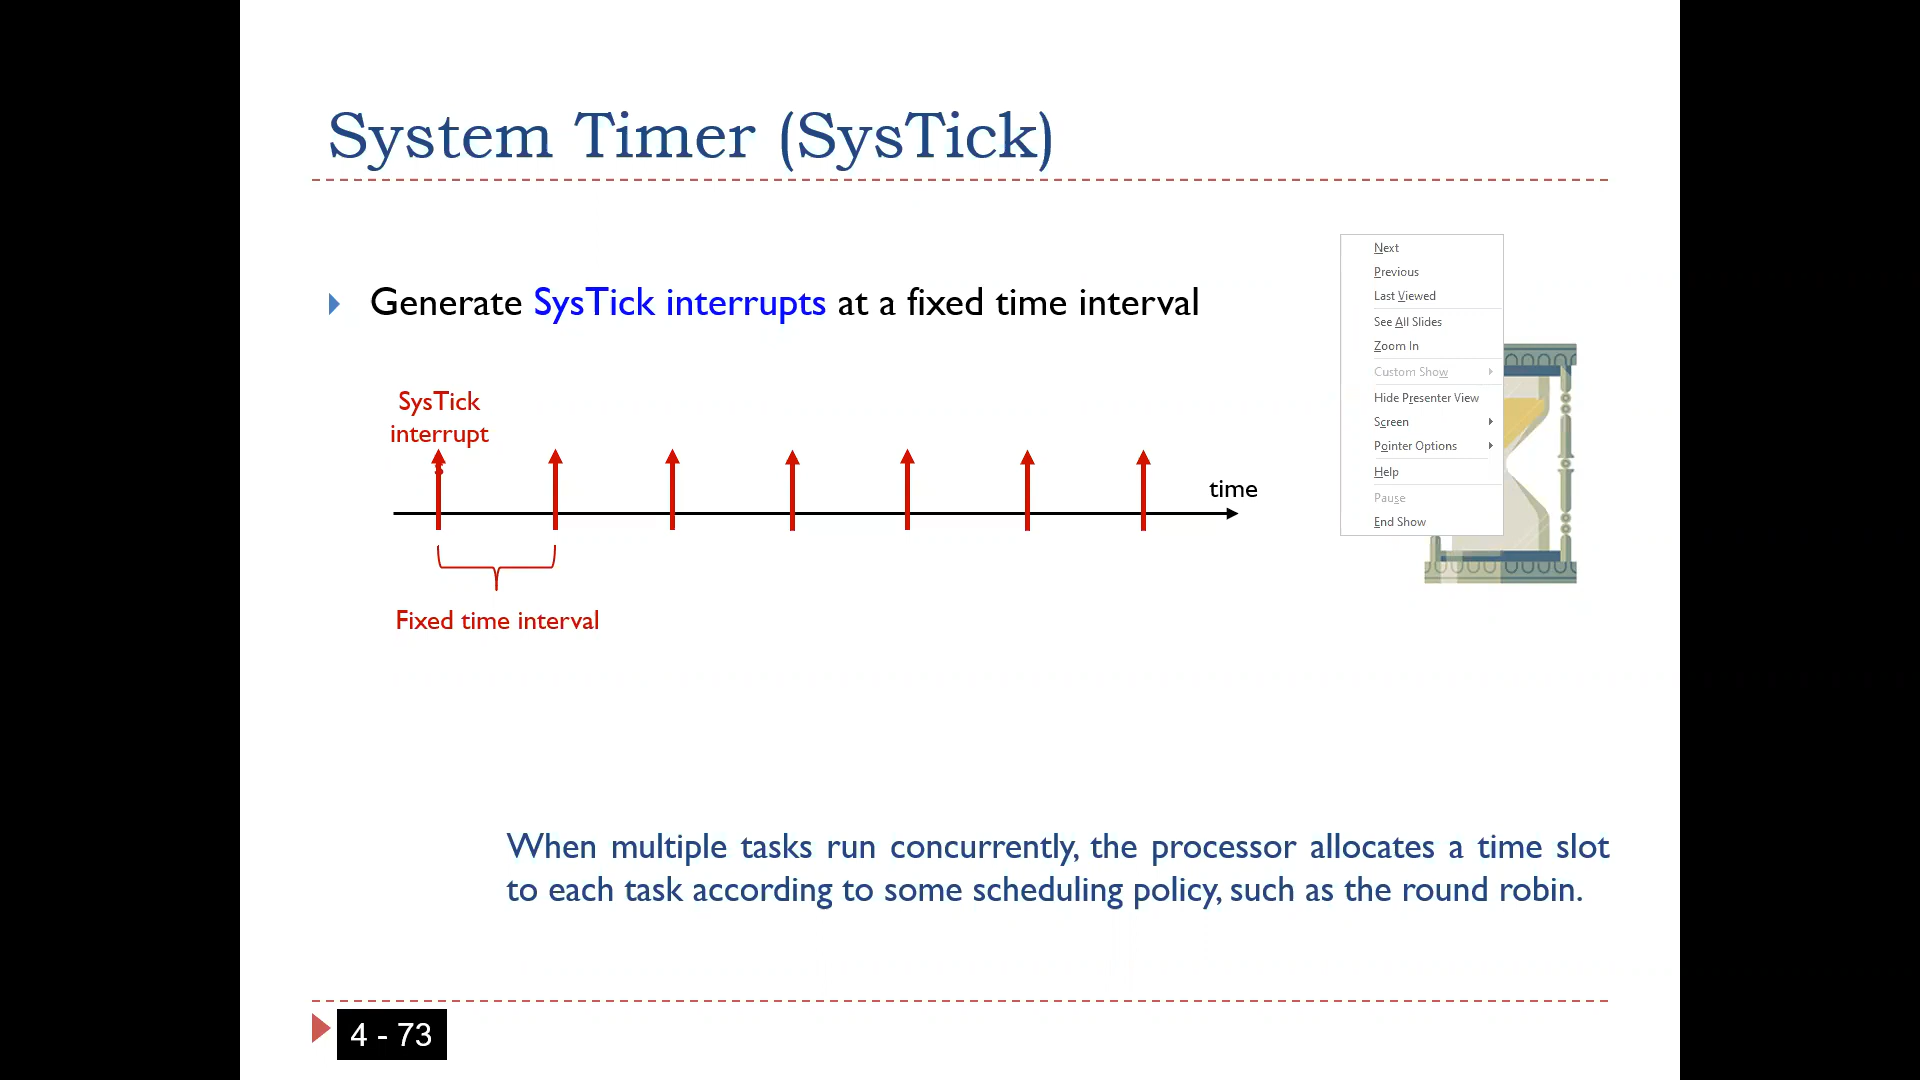 System Timer (SysTick)
Generate SysTick interrupts at a fixed time interval
SysTick
interrupt
s
time
Fixed time interval
Next
Previous
Last Viewed
See All Slides
Zoom In
Custom Show
Hide Presenter View
Screen
Pointer Options
Help
Pause
End Show
When multiple tasks run concurrently, the processor allocates a time slot
to each task according to some scheduling policy, such as the round robin.
4 - 73